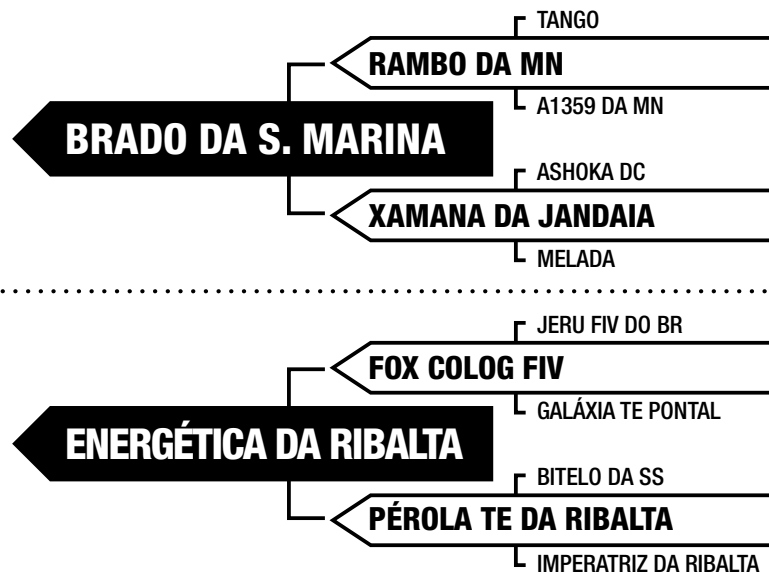 TANGO
RAMBO DA MN
A1359 DA MN
BRADO DA S. MARINA
ASHOKA DC
XAMANA DA JANDAIA
MELADA
JERU FIV DO BR
FOX COLOG FIV
GALÁXIA TE PONTAL
ENERGÉTICA DA RIBALTA
BITELO DA SS
PÉROLA TE DA RIBALTA
IMPERATRIZ DA RIBALTA